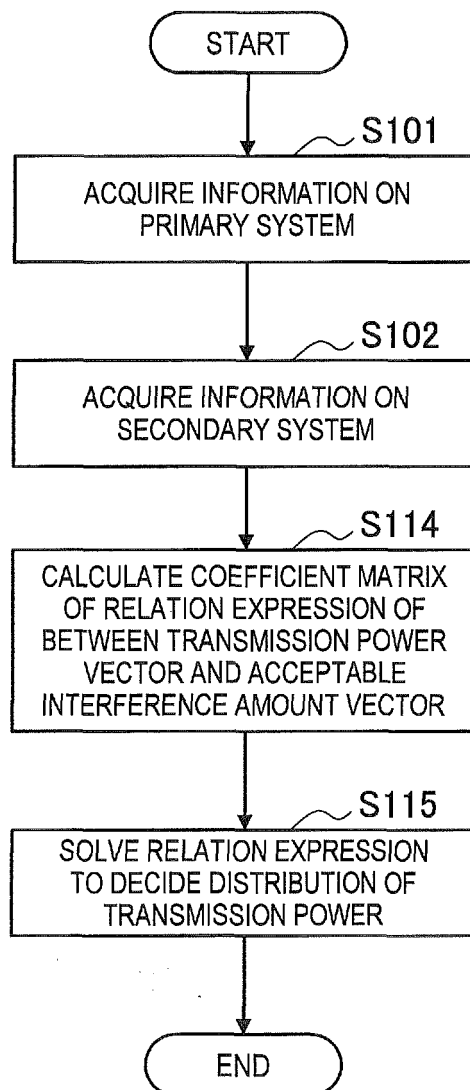 START
S101
ACQUIRE INFORMATION ON
PRIMARY SYSTEM
S102
ACQUIRE INFORMATION ON
SECONDARY SYSTEM
S114
CALCULATE COEFFICIENT MATRIX
OF RELATION EXPRESSION OF
BETWEEN TRANSMISSION POWER
VECTOR AND ACCEPTABLE
INTERFERENCE AMOUNT VECTOR
S115
SOLVE RELATION EXPRESSION
TO DECIDE DISTRIBUTION OF
TRANSMISSION POWER
END